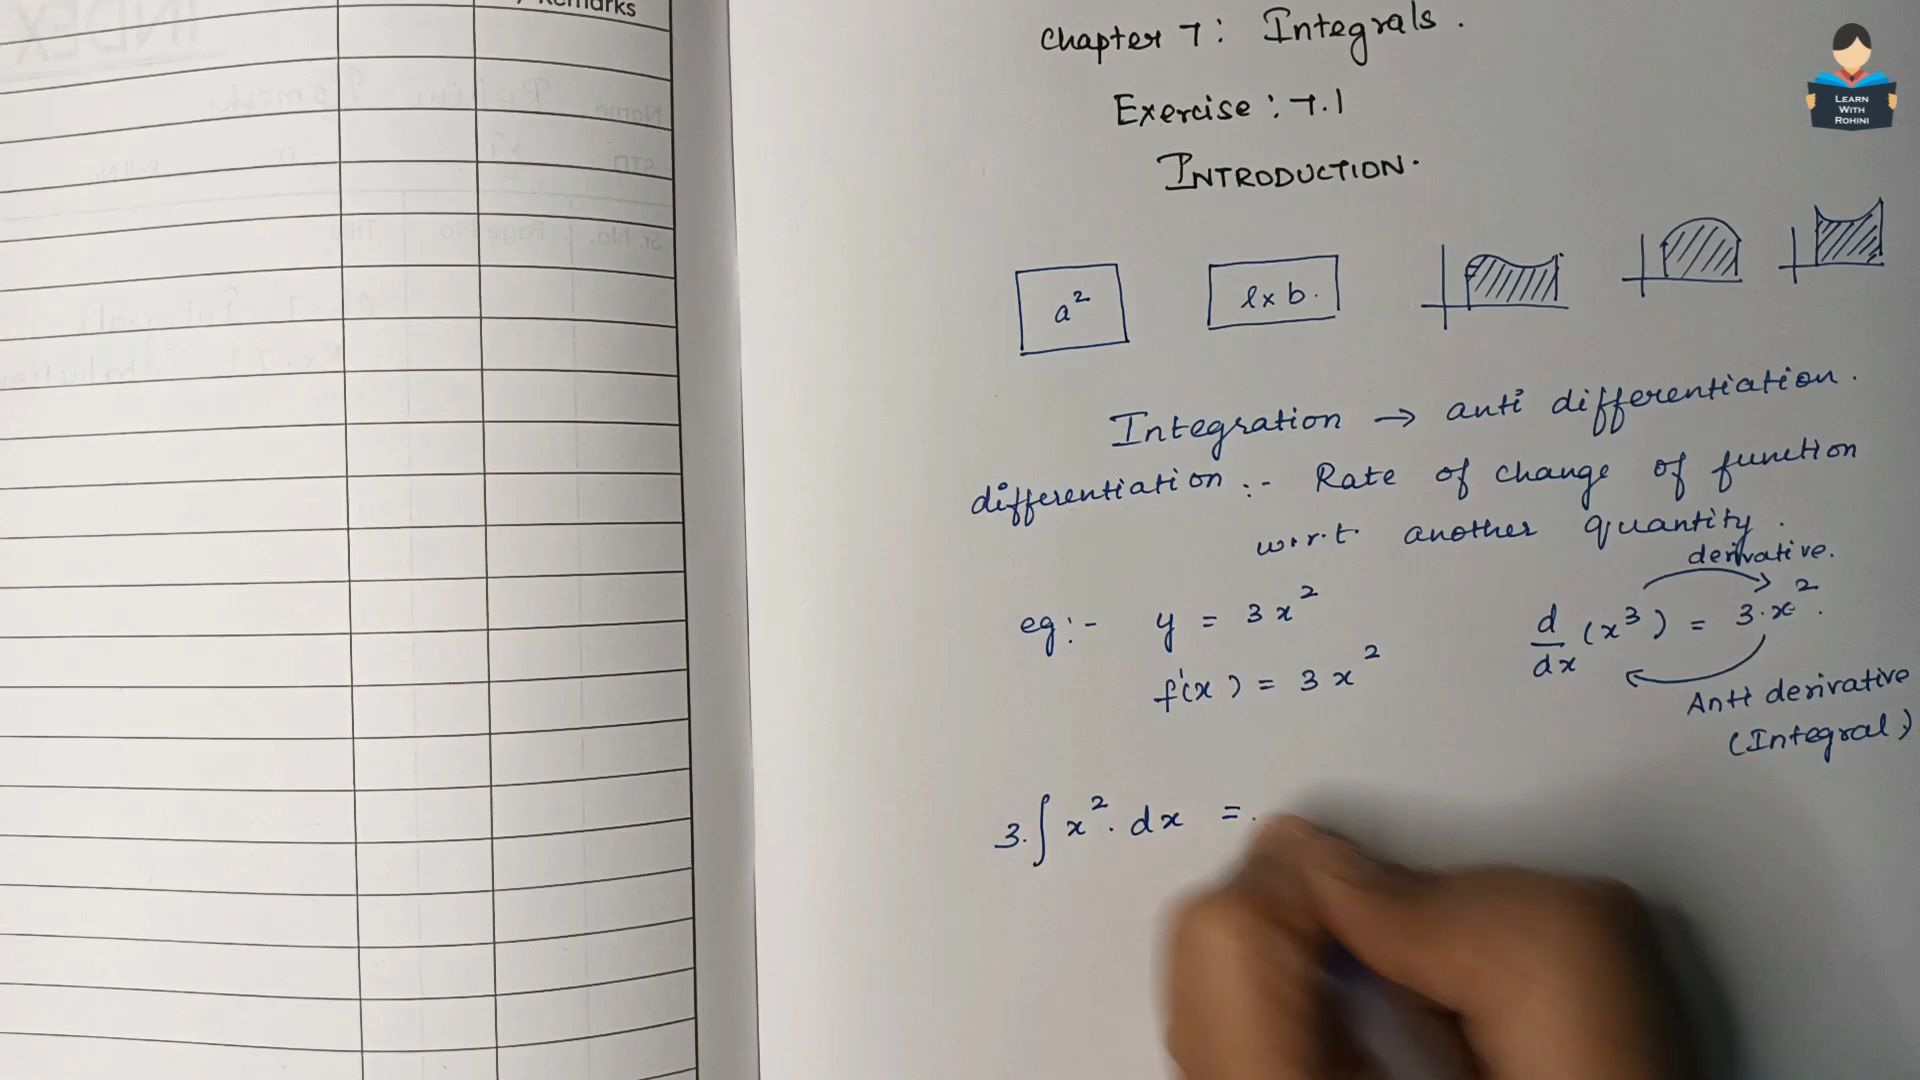 Remarks
Chapter 7: Integrals.
Exercise: 7.1
INTRODUCTION.
a²
l x b.
Integration → anti differentiation.
differentiation :- Rate of change of function
w.r.t. another quantity.
derivative.
eg:- y = 3x²
d/dx (x³) = 3.x².
f'(x) = 3x²
Anti derivative
(Integral)
3.∫x². dx =
LEARN
WITH
ROHINI